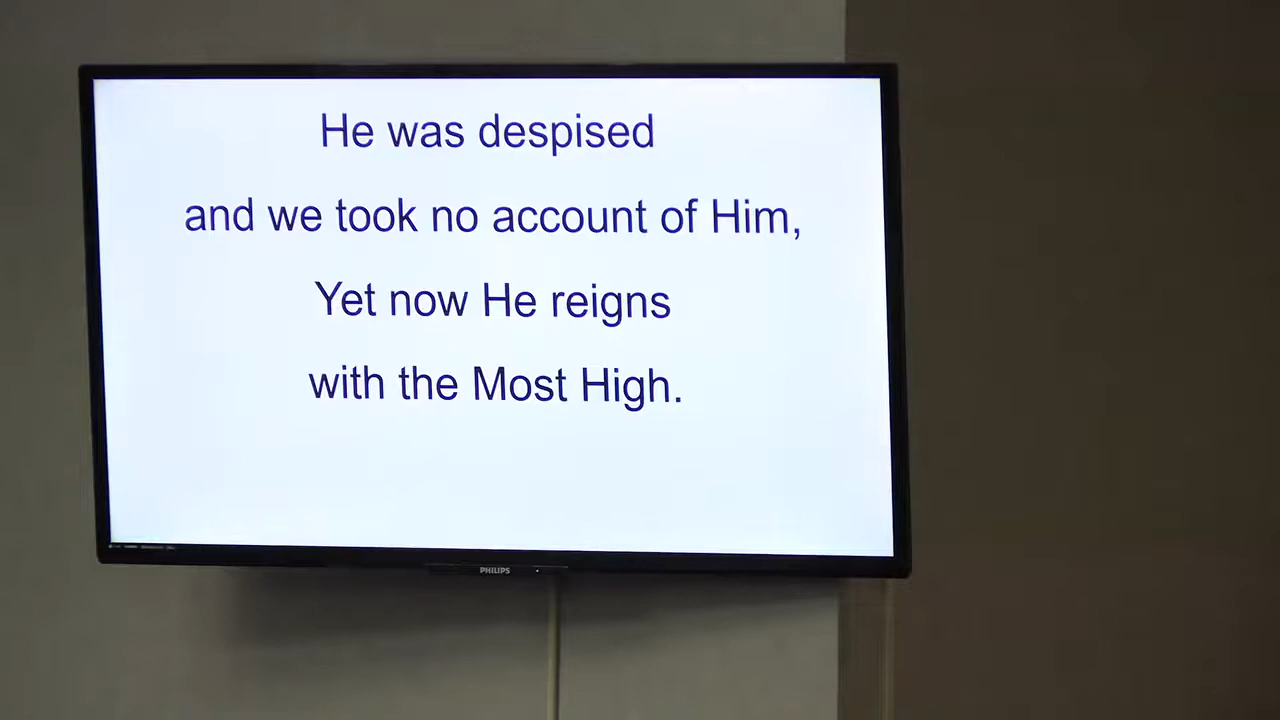 He was despised
and we took no account of Him,
Yet now He reigns
with the Most High.
PHILIPS